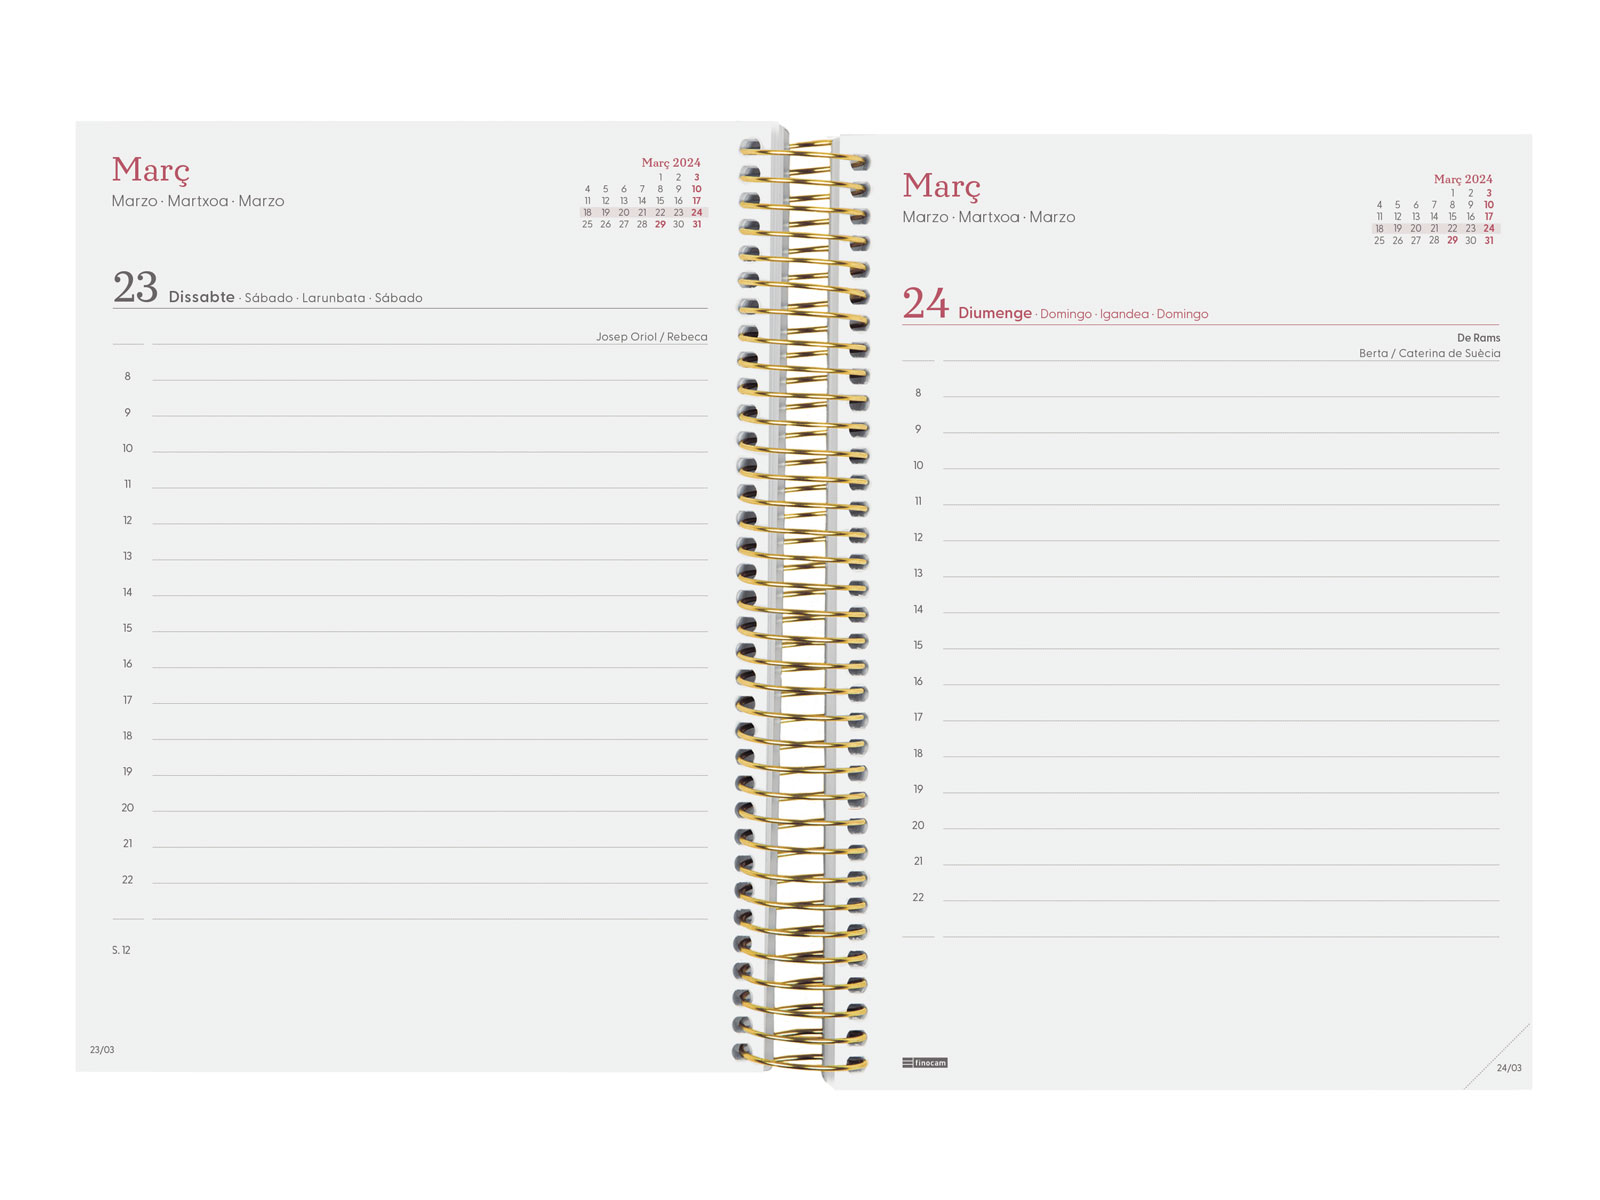 Març
Marzo · Martxoa · Marzo
Març 2024
1 2 3
4 5 6 7 8 9 10
11 12 13 14 15 16 17
18 19 20 21 22 23 24
25 26 27 28 29 30 31
23 Dissabte · Sábado · Larunbata · Sábado
Josep Oriol / Rebeca
8
9
10
11
12
13
14
15
16
17
18
19
20
21
22
S. 12
23/03
Març
Marzo · Martxoa · Marzo
Març 2024
1 2 3
4 5 6 7 8 9 10
11 12 13 14 15 16 17
18 19 20 21 22 23 24
25 26 27 28 29 30 31
24 Diumenge · Domingo · Igandea · Domingo
De Rams
Berta / Caterina de Suècia
8
9
10
11
12
13
14
15
16
17
18
19
20
21
22
finocam
24/03